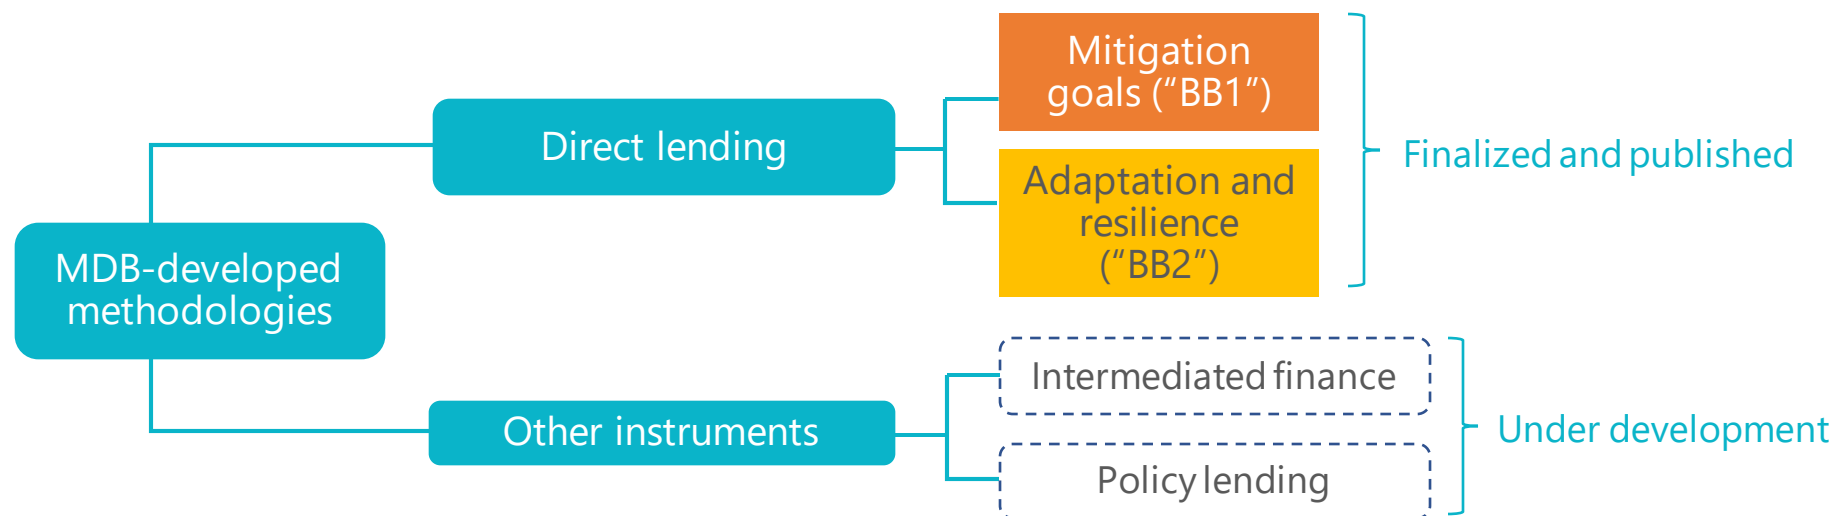 Mitigation
goals (“BB1”)
Direct lending
Finalized and published
Adaptation and
resilience
(“BB2”)
MDB-developed
methodologies
Intermediated finance
Other instruments
Under development
Policy lending